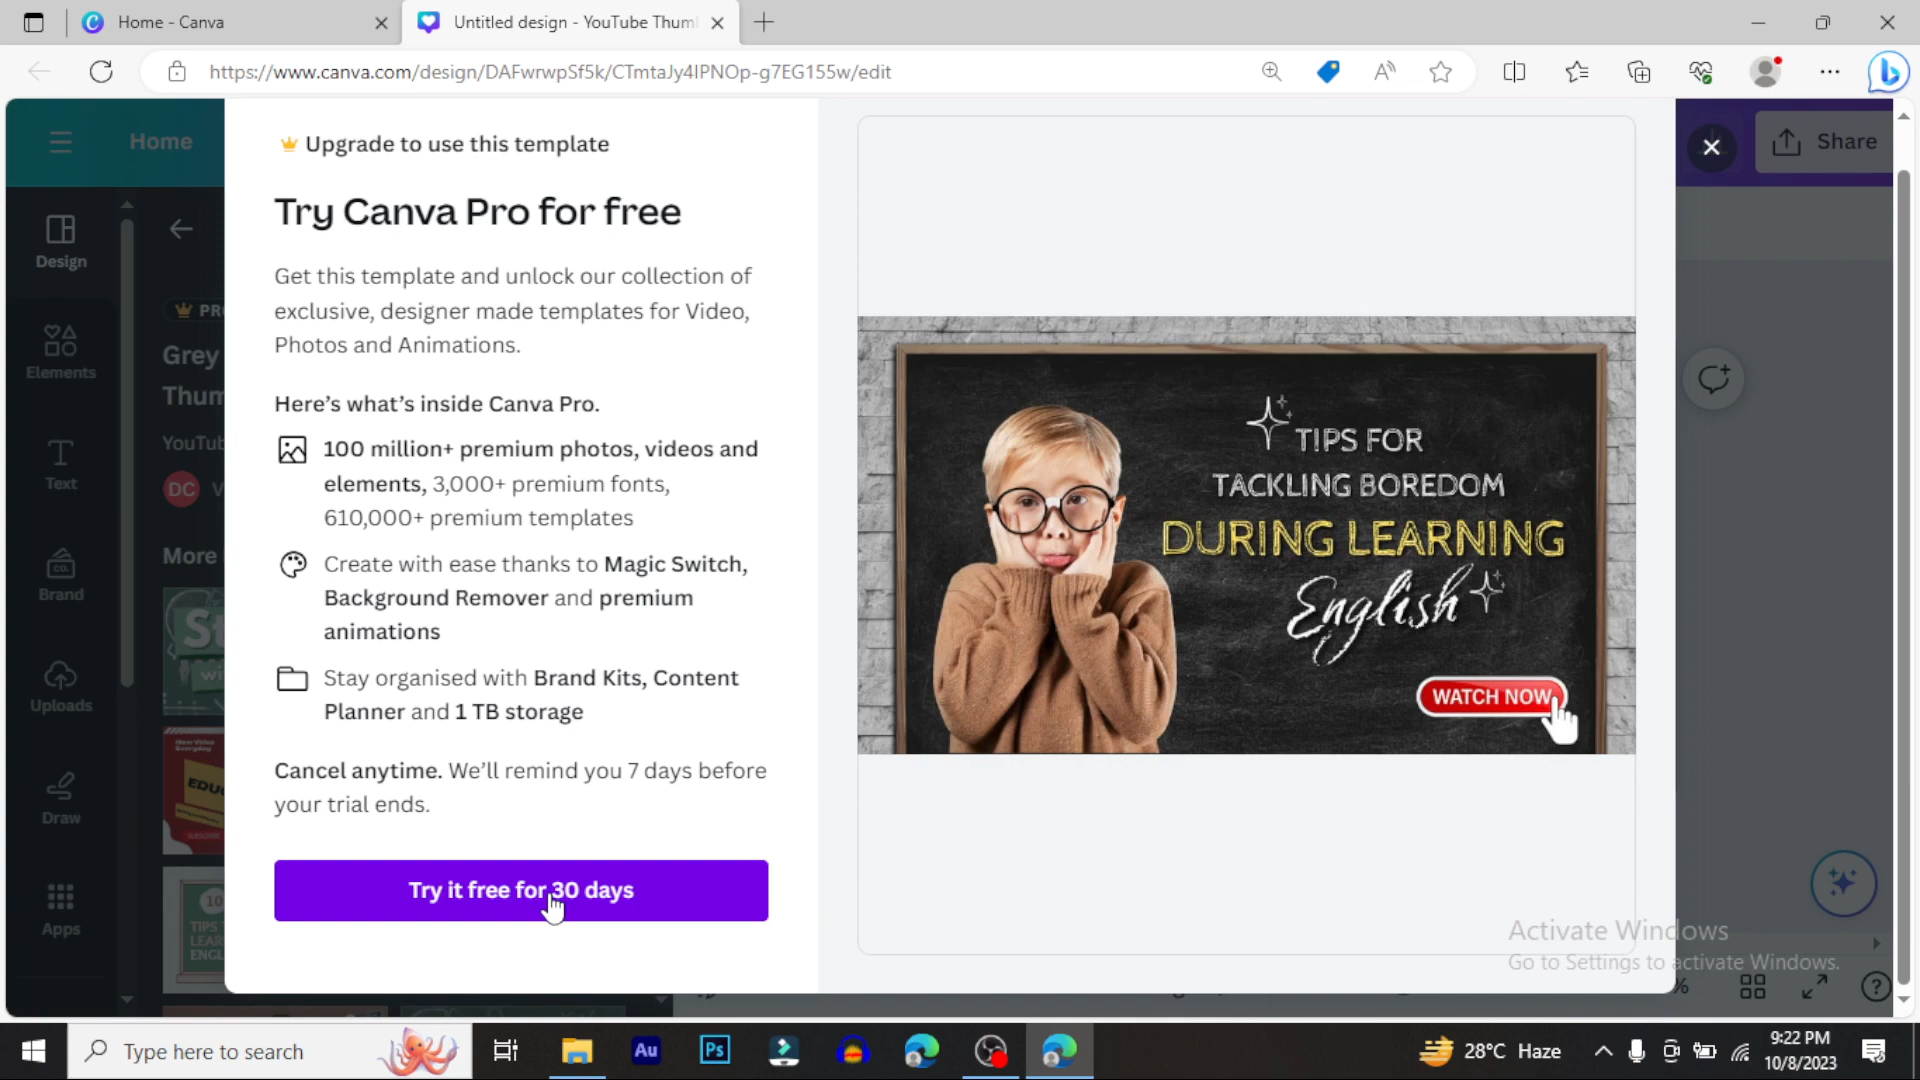 Home - Canva
Untitled design - YouTube Thum
https://www.canva.com/design/DAFwrwpSf5k/CTmtaJy4IPNOp-g7EG155w/edit
Home
Share
Design
Elements
Text
Brand
Uploads
Draw
Apps
Grey
Thum
YouTub
DC V
More
Upgrade to use this template
Try Canva Pro for free
Get this template and unlock our collection of
exclusive, designer made templates for Video,
Photos and Animations.
Here's what's inside Canva Pro.
100 million+ premium photos, videos and
elements, 3,000+ premium fonts,
610,000+ premium templates
Create with ease thanks to Magic Switch,
Background Remover and premium
animations
Stay organised with Brand Kits, Content
Planner and 1 TB storage
Cancel anytime. We'll remind you 7 days before
your trial ends.
Try it free for 30 days
TIPS FOR
TACKLING BOREDOM
DURING LEARNING
English
WATCH NOW
Activate Windows
Go to Settings to activate Windows.
Type here to search
Au
Ps
28°C Haze
9:22 PM
10/8/2023